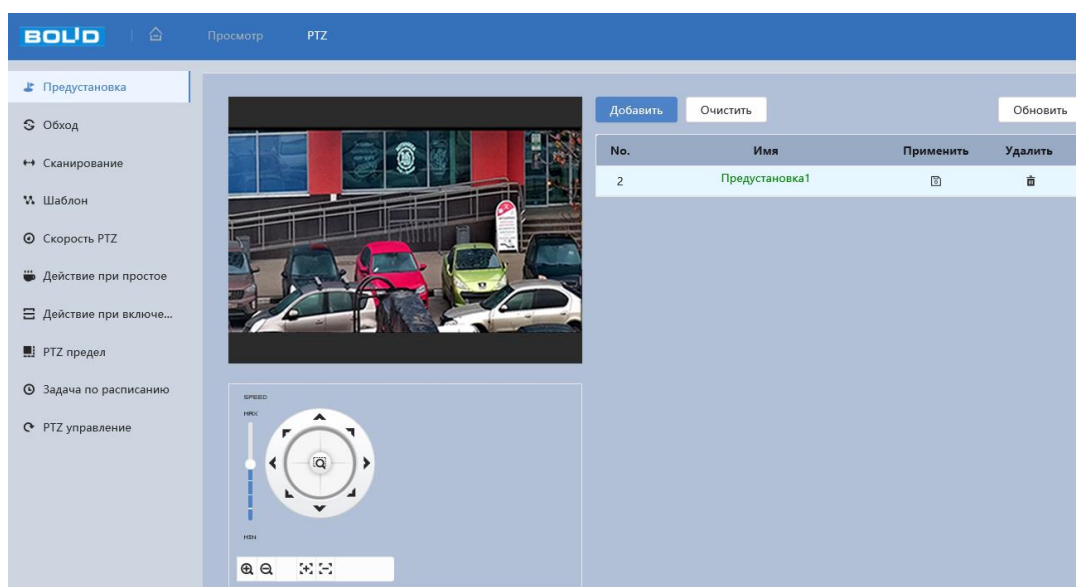 BOLID
Просмотр
PTZ
Предустановка
Обход
Сканирование
Шаблон
Скорость PTZ
Действие при простое
Действие при включе...
PTZ предел
Задача по расписанию
PTZ управление
Добавить
Очистить
Обновить
No. Имя Применить Удалить
2 Предустановка1
SPEED
MAX
MIN